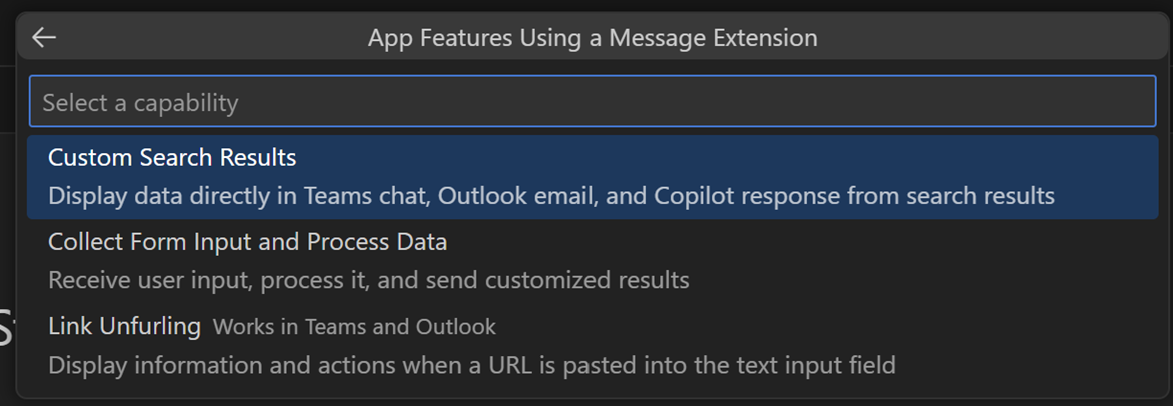 App Features Using a Message Extension
Select a capability
Custom Search Results
Display data directly in Teams chat, Outlook email, and Copilot response from search results
Collect Form Input and Process Data
Receive user input, process it, and send customized results
Link Unfurling Works in Teams and Outlook
Display information and actions when a URL is pasted into the text input field